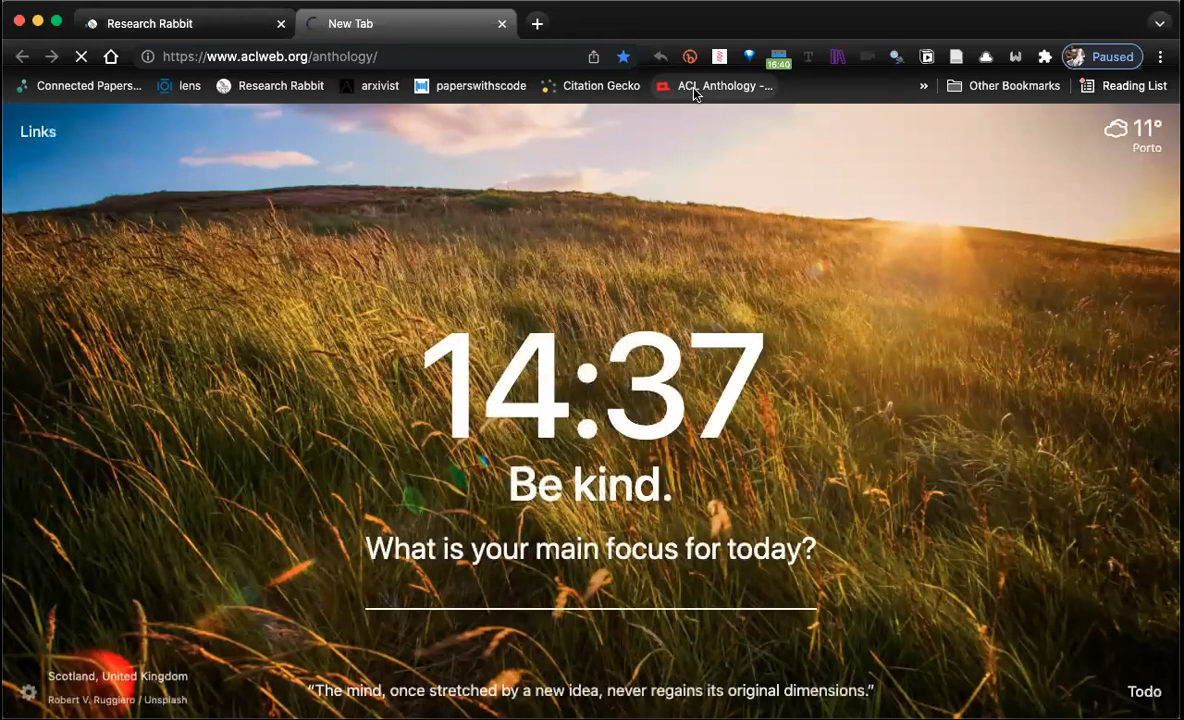 Research Rabbit
New Tab
https://www.aclweb.org/anthology/
16:40
Paused
Connected Papers...
lens
Research Rabbit
arxivist
paperswithcode
Citation Gecko
ACL Anthology -...
»
Other Bookmarks
Reading List
Links
11°
Porto
14:37
Be kind.
What is your main focus for today?
Scotland, United Kingdom
Robert V. Ruggiero / Unsplash
“The mind, once stretched by a new idea, never regains its original dimensions.”
Todo